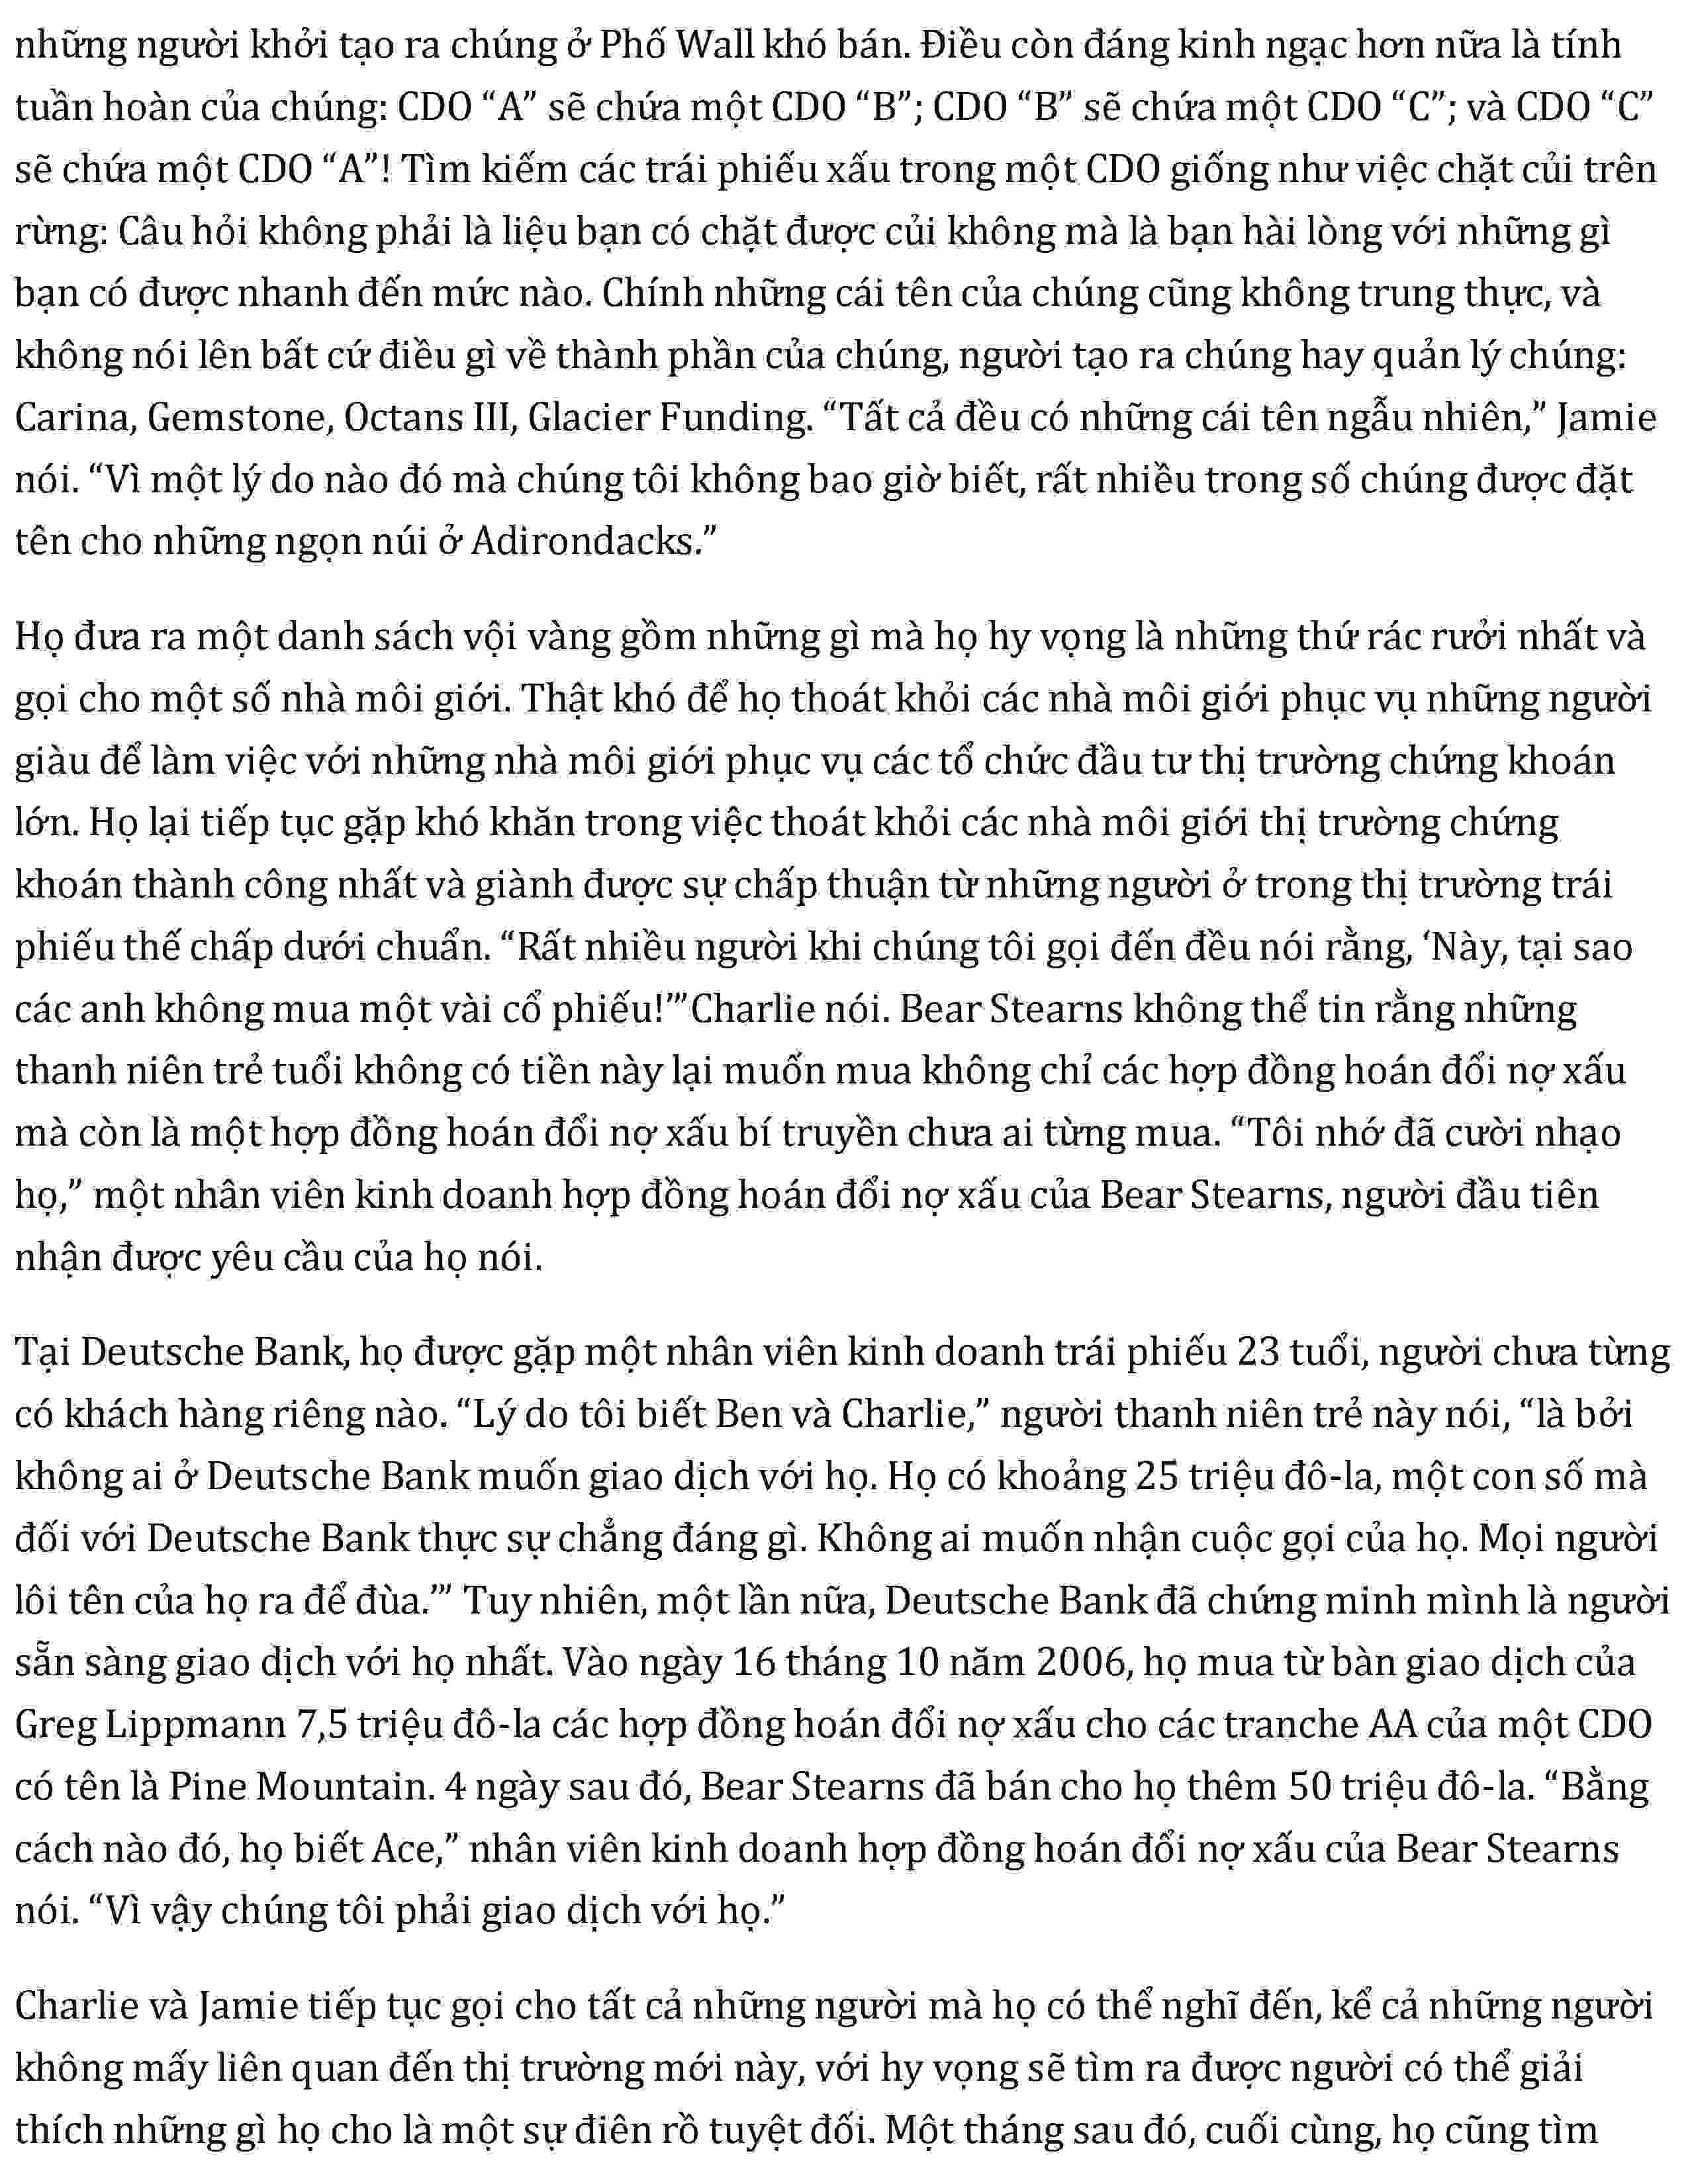 những người khởi tạo ra chúng ở Phố Wall khó bán. Điều còn đáng kinh ngạc hơn nữa là tính
tuần hoàn của chúng: CDO “A” sẽ chứa một CDO “B”; CDO “B” sẽ chứa một CDO “C”; và CDO “C”
sẽ chứa một CDO “A”! Tìm kiếm các trái phiếu xấu trong một CDO giống như việc chặt củi trên
rừng: Câu hỏi không phải là liệu bạn có chặt được củi không mà là bạn hài lòng với những gì
bạn có được nhanh đến mức nào. Chính những cái tên của chúng cũng không trung thực, và
không nói lên bất cứ điều gì về thành phần của chúng, người tạo ra chúng hay quản lý chúng:
Carina, Gemstone, Octans III, Glacier Funding. “Tất cả đều có những cái tên ngẫu nhiên,” Jamie
nói. “Vì một lý do nào đó mà chúng tôi không bao giờ biết, rất nhiều trong số chúng được đặt
tên cho những ngọn núi ở Adirondacks.”
Họ đưa ra một danh sách vội vàng gồm những gì mà họ hy vọng là những thứ rác rưởi nhất và
gọi cho một số nhà môi giới. Thật khó để họ thoát khỏi các nhà môi giới phục vụ những người
giàu để làm việc với những nhà môi giới phục vụ các tổ chức đầu tư thị trường chứng khoán
lớn. Họ lại tiếp tục gặp khó khăn trong việc thoát khỏi các nhà môi giới thị trường chứng
khoán thành công nhất và giành được sự chấp thuận từ những người ở trong thị trường trái
phiếu thế chấp dưới chuẩn. “Rất nhiều người khi chúng tôi gọi đến đều nói rằng, ‘Này, tại sao
các anh không mua một vài cổ phiếu!’”Charlie nói. Bear Stearns không thể tin rằng những
thanh niên trẻ tuổi không có tiền này lại muốn mua không chỉ các hợp đồng hoán đổi nợ xấu
mà còn là một hợp đồng hoán đổi nợ xấu bí truyền chưa ai từng mua. “Tôi nhớ đã cười nhạo
họ,” một nhân viên kinh doanh hợp đồng hoán đổi nợ xấu của Bear Stearns, người đầu tiên
nhận được yêu cầu của họ nói.
Tại Deutsche Bank, họ được gặp một nhân viên kinh doanh trái phiếu 23 tuổi, người chưa từng
có khách hàng riêng nào. “Lý do tôi biết Ben và Charlie,” người thanh niên trẻ này nói, “là bởi
không ai ở Deutsche Bank muốn giao dịch với họ. Họ có khoảng 25 triệu đô-la, một con số mà
đối với Deutsche Bank thực sự chẳng đáng gì. Không ai muốn nhận cuộc gọi của họ. Mọi người
lôi tên của họ ra để đùa.’” Tuy nhiên, một lần nữa, Deutsche Bank đã chứng minh mình là người
sẵn sàng giao dịch với họ nhất. Vào ngày 16 tháng 10 năm 2006, họ mua từ bàn giao dịch của
Greg Lippmann 7,5 triệu đô-la các hợp đồng hoán đổi nợ xấu cho các tranche AA của một CDO
có tên là Pine Mountain. 4 ngày sau đó, Bear Stearns đã bán cho họ thêm 50 triệu đô-la. “Bằng
cách nào đó, họ biết Ace,” nhân viên kinh doanh hợp đồng hoán đổi nợ xấu của Bear Stearns
nói. “Vì vậy chúng tôi phải giao dịch với họ.”
Charlie và Jamie tiếp tục gọi cho tất cả những người mà họ có thể nghĩ đến, kể cả những người
không mấy liên quan đến thị trường mới này, với hy vọng sẽ tìm ra được người có thể giải
thích những gì họ cho là một sự điên rồ tuyệt đối. Một tháng sau đó, cuối cùng, họ cũng tìm